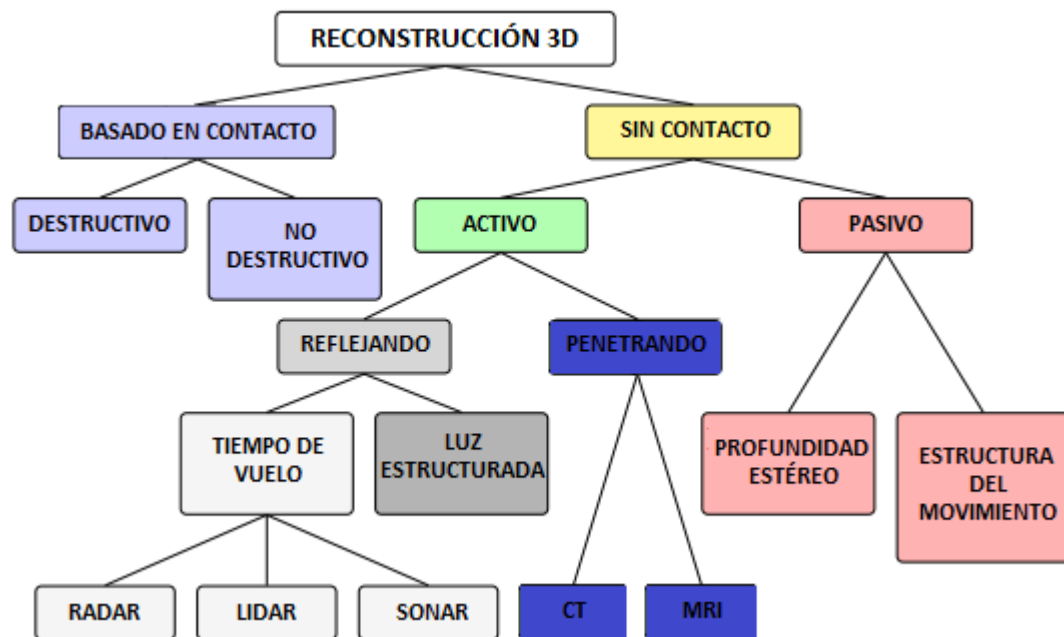 RECONSTRUCCIÓN 3D
BASADO EN CONTACTO
SIN CONTACTO
DESTRUCTIVO
NO
DESTRUCTIVO
ACTIVO
PASIVO
REFLEJANDO
PENETRANDO
TIEMPO DE
VUELO
LUZ
ESTRUCTURADA
PROFUNDIDAD
ESTÉREO
ESTRUCTURA
DEL
MOVIMIENTO
RADAR
LIDAR
SONAR
CT
MRI